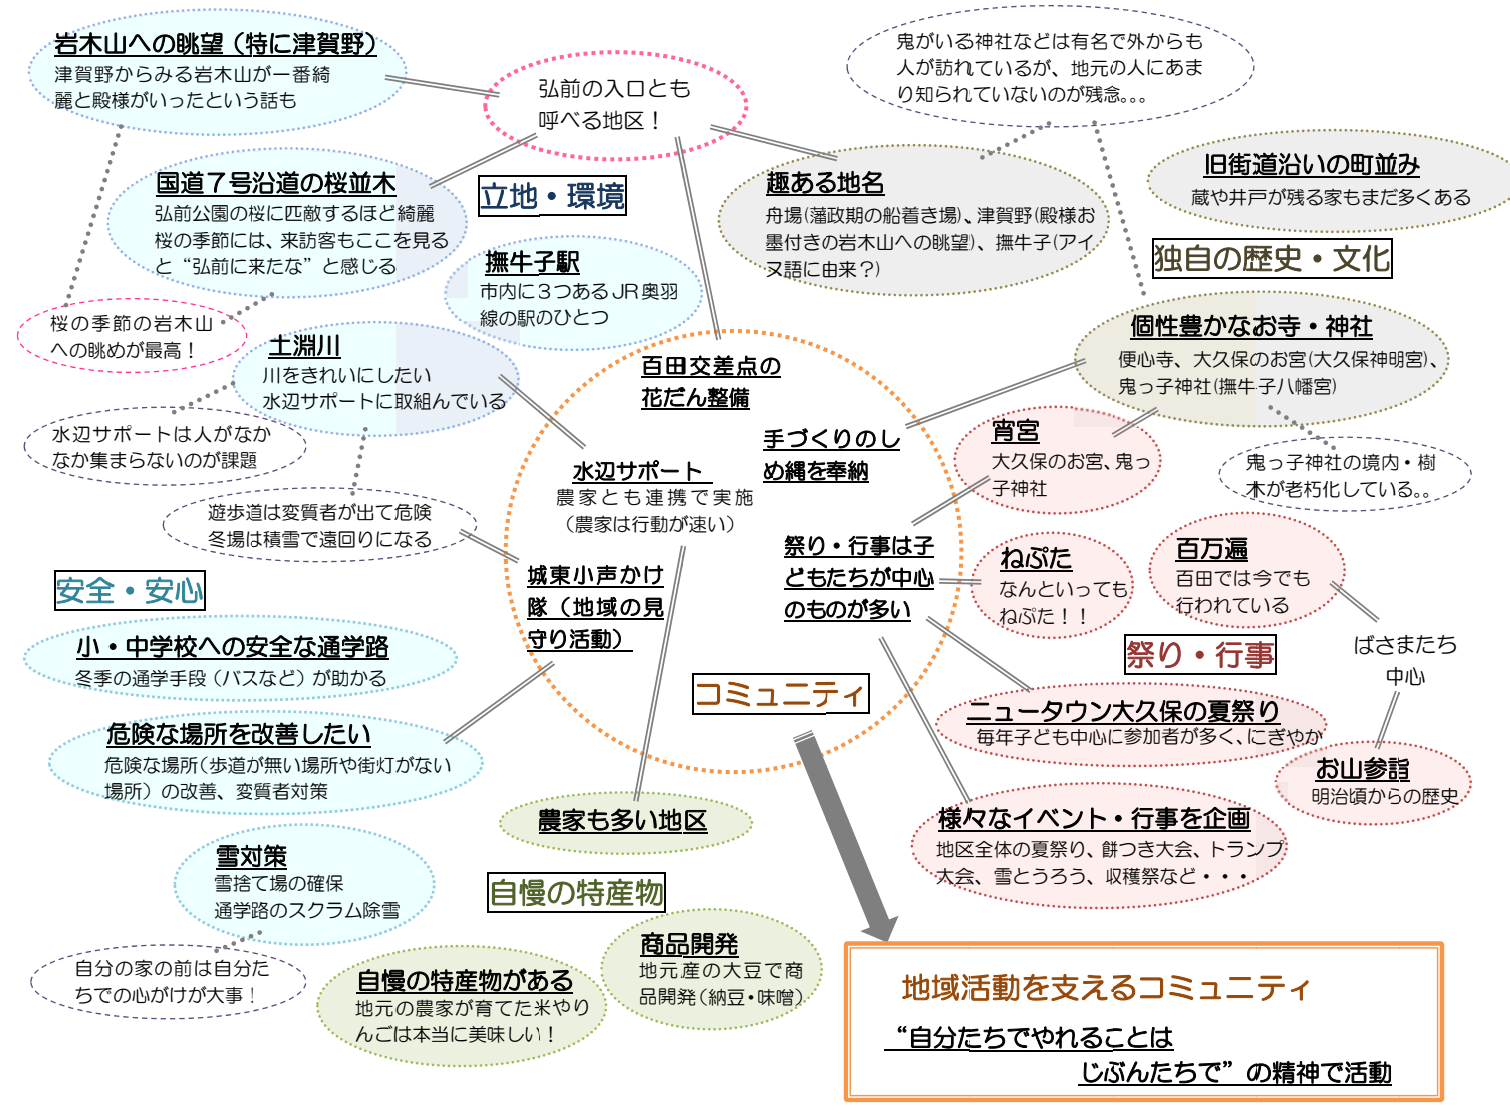 岩木山への眺望（特に津賀野）
津賀野からみる岩木山が一番綺
麗と殿様がいったという話も
弘前の入口とも
呼べる地区！
鬼がいる神社などは有名で外からも
人が訪れているが、地元の人にあま
り知られていないのが残念。。。
国道７号沿道の桜並木
弘前公園の桜に匹敵するほど綺麗
桜の季節には、来訪客もここを見る
と“弘前に来たな”と感じる
立地・環境
趣ある地名
舟場(藩政期の船着き場)、津賀野(殿様お
墨付きの岩木山への眺望)、撫牛子(アイ
ヌ語に由来？)
旧街道沿いの町並み
蔵や井戸が残る家もまだ多くある
独自の歴史・文化
撫牛子駅
市内に３つあるＪＲ奥羽
線の駅のひとつ
桜の季節の岩木山
への眺めが最高！
土淵川
川をきれいにしたい
水辺サポートに取組んでいる
百田交差点の
花だん整備
個性豊かなお寺・神社
便心寺、大久保のお宮(大久保神明宮)、
鬼っ子神社(撫牛子八幡宮)
水辺サポートは人がなか
なか集まらないのが課題
手づくりのし
め縄を奉納
宵宮
大久保のお宮、鬼っ
子神社
鬼っ子神社の境内・樹
木が老朽化している。。
水辺サポート
農家とも連携で実施
（農家は行動が速い）
遊歩道は変質者が出て危険
冬場は積雪で遠回りになる
祭り・行事は子
どもたちが中心
のものが多い
ねぷた
なんといっても
ねぷた！！
百万遍
百田では今でも
行われている
安全・安心
城東小声かけ
隊（地域の見
守り活動）
小・中学校への安全な通学路
冬季の通学手段（バスなど）が助かる
祭り・行事
ばさまたち
中心
コミュニティ
ニュータウン大久保の夏祭り
毎年子ども中心に参加者が多く、にぎやか
危険な場所を改善したい
危険な場所（歩道が無い場所や街灯がない
場所）の改善、変質者対策
お山参詣
明治頃からの歴史
農家も多い地区
様々なイベント・行事を企画
地区全体の夏祭り、餅つき大会、トランプ
大会、雪とうろう、収穫祭など・・・
雪対策
雪捨て場の確保
通学路のスクラム除雪
自慢の特産物
商品開発
地元産の大豆で商
品開発（納豆・味噌）
自分の家の前は自分た
ちでの心がけが大事！
自慢の特産物がある
地元の農家が育てた米やり
んごは本当に美味しい！
地域活動を支えるコミュニティ
“自分たちでやれることは
じぶんたちで”の精神で活動